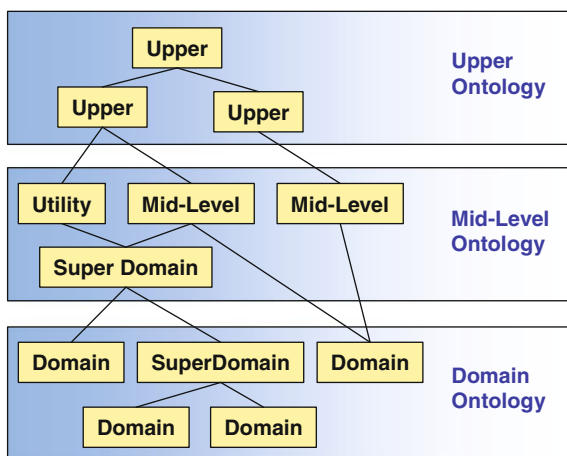 Upper
Upper
Upper
Upper
Ontology
Utility
Mid-Level
Mid-Level
Super Domain
Mid-Level
Ontology
Domain
SuperDomain
Domain
Domain
Domain
Domain
Ontology